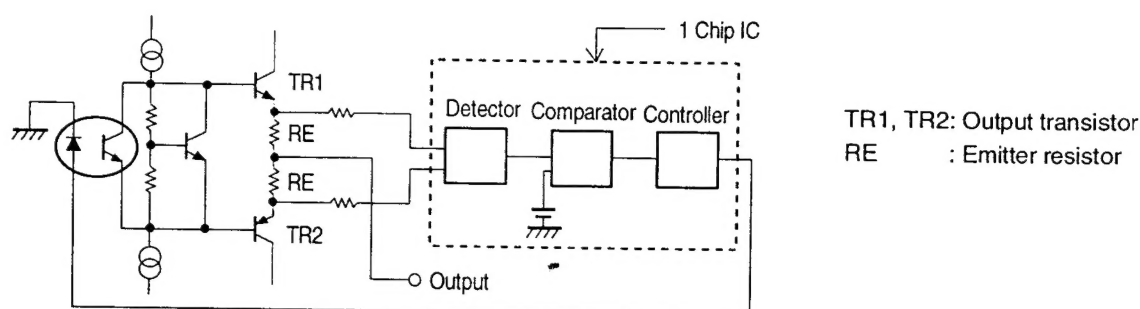 1 Chip IC
TR1
Detector Comparator Controller
RE
RE
TR2
Output
TR1, TR2: Output transistor
RE : Emitter resistor